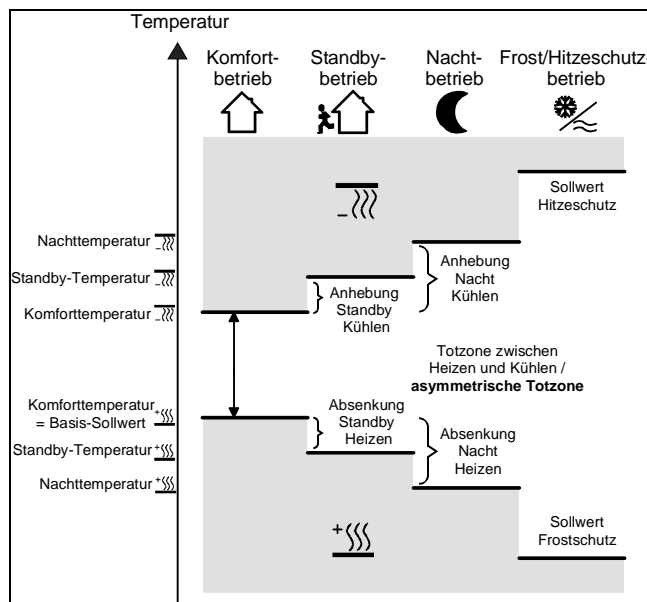 Temperatur
Komfort-
betrieb
Standby-
betrieb
Nacht-
betrieb
Frost/Hitzeschutz-
betrieb
Sollwert
Hitzeschutz
Nachttemperatur
Standby-Temperatur
Komforttemperatur
Anhebung
Standby
Kühlen
Anhebung
Nacht
Kühlen
Totzone zwischen
Heizen und Kühlen /
asymmetrische Totzone
Komforttemperatur
= Basis-Sollwert
Standby-Temperatur
Nachttemperatur
Absenkung
Standby
Heizen
Absenkung
Nacht
Heizen
Sollwert
Frostschutz